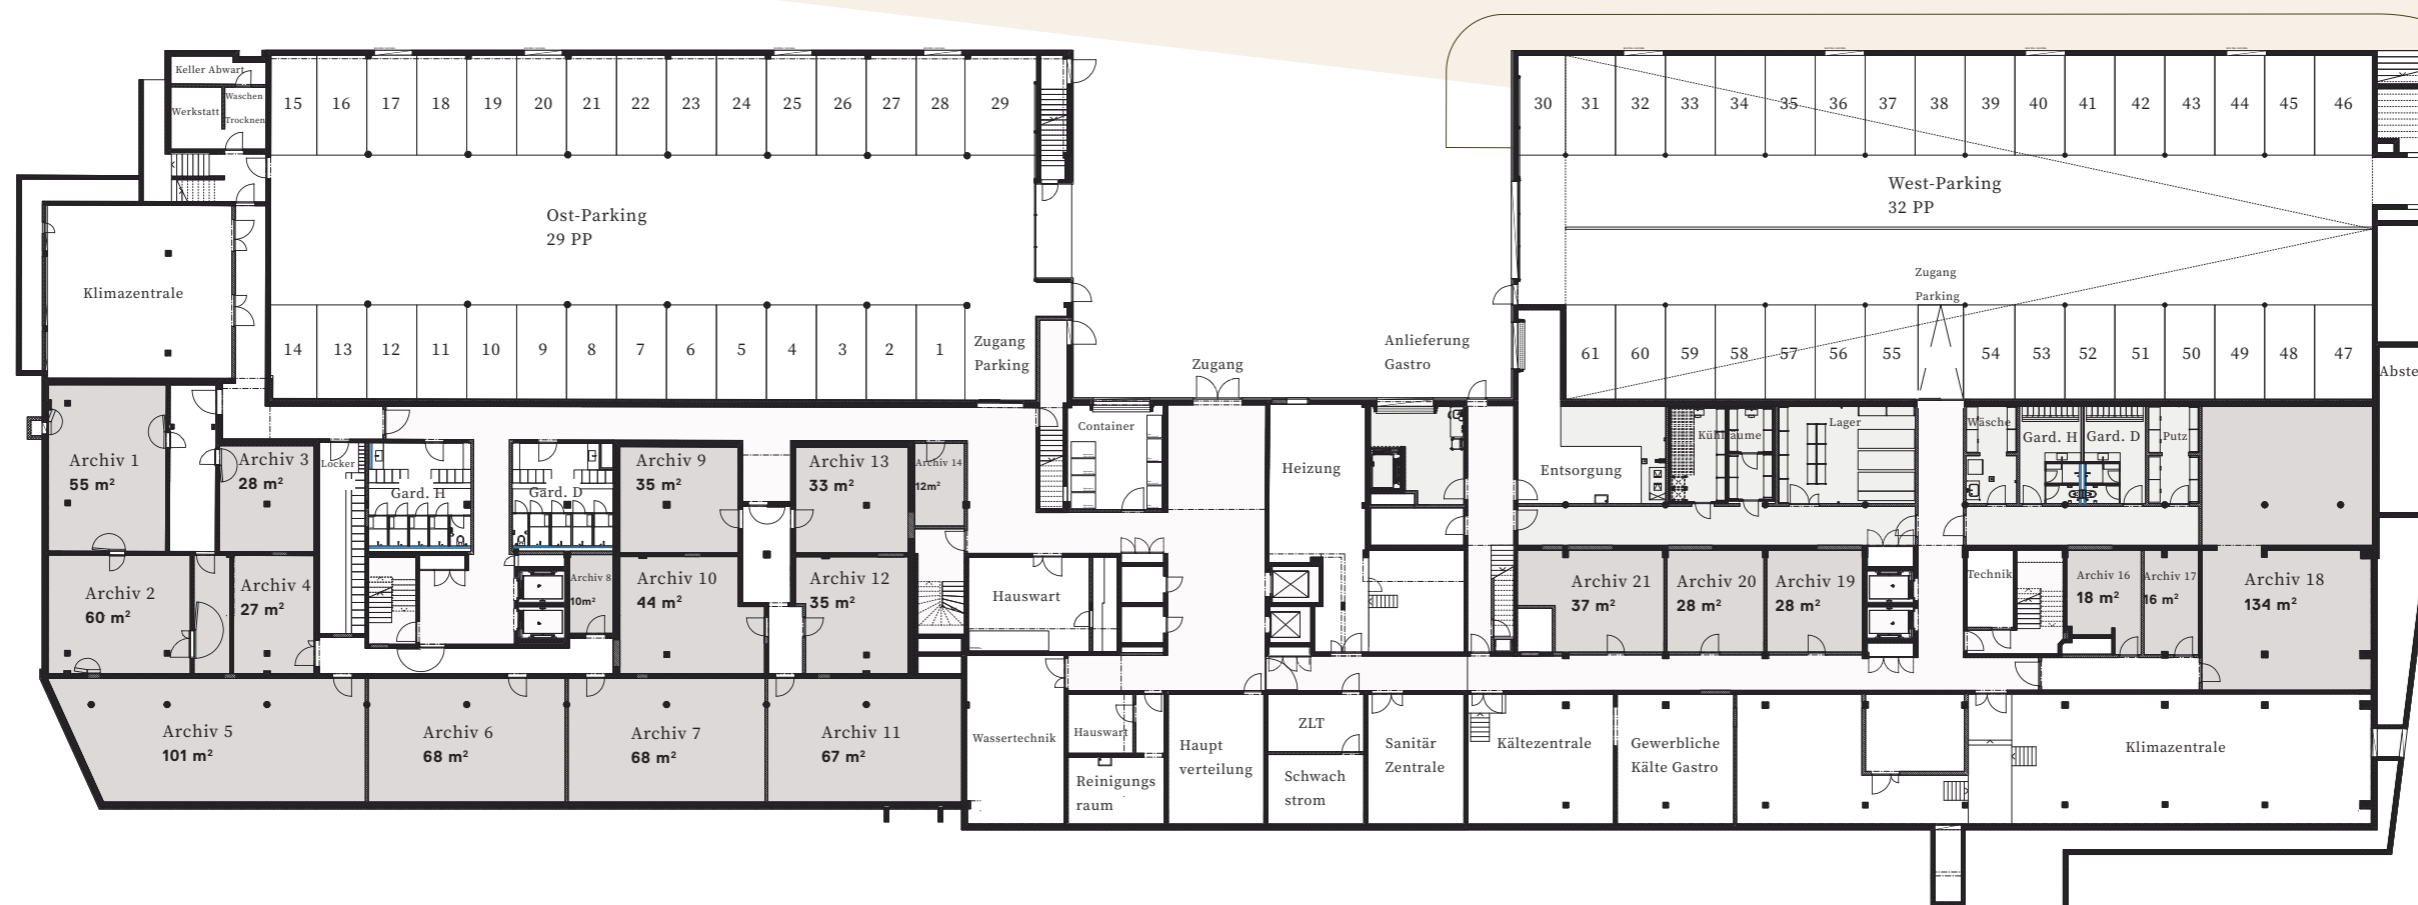 Keller Abwart
Werkstatt
Waschen
Trocknen
15 16 17 18 19 20 21 22 23 24 25 26 27 28 29
Ost-Parking
29 PP
14 13 12 11 10 9 8 7 6 5 4 3 2 1
Zugang
Parking
30 31 32 33 34 35 36 37 38 39 40 41 42 43 44 45 46
West-Parking
32 PP
Zugang
Parking
61 60 59 58 57 56 55 54 53 52 51 50 49 48 47
Klimazentrale
Zugang
Anlieferung
Gastro
Abste
Archiv 1
55 m²
Archiv 3
28 m²
Locker
Gard. H
Gard. D
Archiv 9
35 m²
Archiv 13
33 m²
Archiv 14
12m²
Container
Heizung
Entsorgung
Kühlräume
Lager
Wäsche
Gard. H
Gard. D
Putz
Archiv 2
60 m²
Archiv 4
27 m²
Archiv 8
10m²
Archiv 10
44 m²
Archiv 12
35 m²
Hauswart
Archiv 21
37 m²
Archiv 20
28 m²
Archiv 19
28 m²
Technik
Archiv 16
18 m²
Archiv 17
16 m²
Archiv 18
134 m²
Archiv 5
101 m²
Archiv 6
68 m²
Archiv 7
68 m²
Archiv 11
67 m²
Wassertechnik
Hauswart
Reinigungs
raum
Haupt
verteilung
ZLT
Schwach
strom
Sanitär
Zentrale
Kältezentrale
Gewerbliche
Kälte Gastro
Klimazentrale